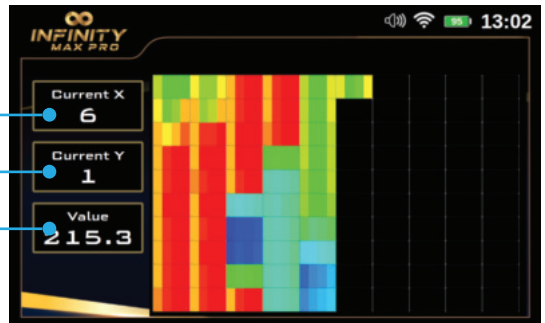 INFINITY
MAX PRO
95
13:02
Current X
6
Current Y
1
Value
215.3